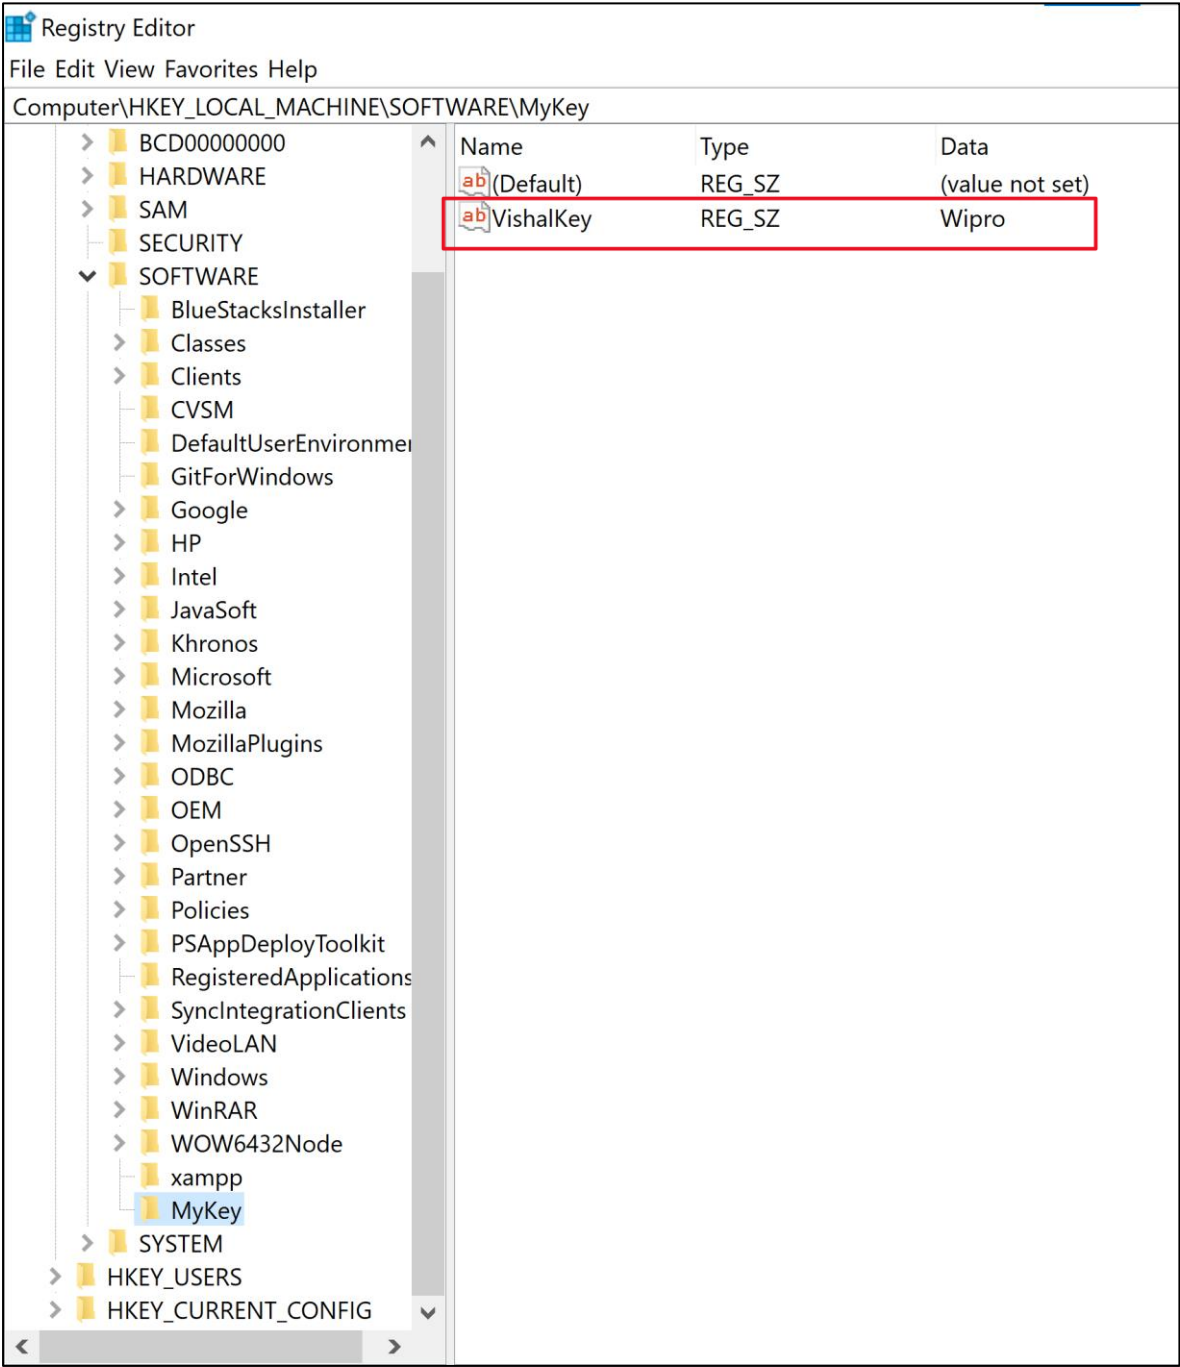 Registry Editor
File Edit View Favorites Help
Computer\HKEY_LOCAL_MACHINE\SOFTWARE\MyKey
BCD00000000
HARDWARE
SAM
SECURITY
SOFTWARE
BlueStacksInstaller
Classes
Clients
CVSM
DefaultUserEnvironmen
GitForWindows
Google
HP
Intel
JavaSoft
Khronos
Microsoft
Mozilla
MozillaPlugins
ODBC
OEM
OpenSSH
Partner
Policies
PSAppDeployToolkit
RegisteredApplications
SyncIntegrationClients
VideoLAN
Windows
WinRAR
WOW6432Node
xampp
MyKey
SYSTEM
HKEY_USERS
HKEY_CURRENT_CONFIG
Name Type Data
ab (Default) REG_SZ (value not set)
ab VishalKey REG_SZ Wipro